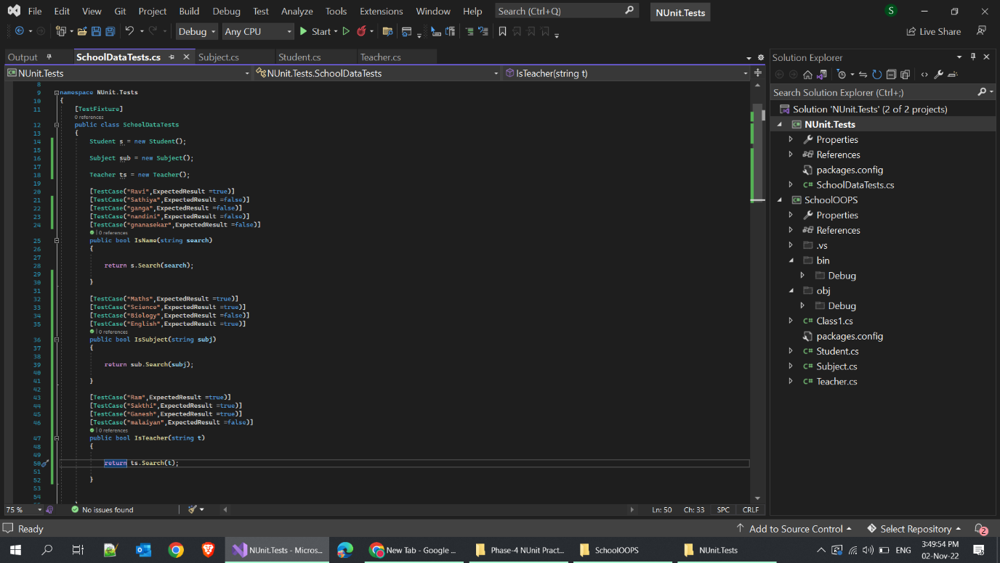 File Edit View Git Project Build Debug Test Analyze Tools Extensions Window Help Search (Ctrl+Q) NUnit.Tests S
Debug Any CPU Start Live Share
Output SchoolDataTests.cs Subject.cs Student.cs Teacher.cs
NUnit.Tests NUnit.Tests.SchoolDataTests IsTeacher(string t)
8
9 namespace NUnit.Tests
10 {
11 [TestFixture]
0 references
12 public class SchoolDataTests
13 {
14 Student s = new Student();
15
16 Subject sub = new Subject();
17
18 Teacher ts = new Teacher();
19
20 [TestCase("Ravi",ExpectedResult =true)]
21 [TestCase("Sathiya",ExpectedResult =false)]
22 [TestCase("ganga",ExpectedResult =false)]
23 [TestCase("nandini",ExpectedResult =false)]
24 [TestCase("gnanasekar",ExpectedResult =false)]
0 references
25 public bool IsName(string search)
26 {
27
28 return s.Search(search);
29
30 }
31
32 [TestCase("Maths",ExpectedResult =true)]
33 [TestCase("Science",ExpectedResult =true)]
34 [TestCase("Biology",ExpectedResult =false)]
35 [TestCase("English",ExpectedResult =true)]
0 references
36 public bool IsSubject(string subj)
37 {
38
39 return sub.Search(subj);
40
41 }
42
43 [TestCase("Ram",ExpectedResult =true)]
44 [TestCase("Sakthi",ExpectedResult =true)]
45 [TestCase("Ganesh",ExpectedResult =true)]
46 [TestCase("malaiyan",ExpectedResult =false)]
0 references
47 public bool IsTeacher(string t)
48 {
49
50 return ts.Search(t);
51
52 }
53
54
75 % No issues found Ln: 50 Ch: 33 SPC CRLF
Solution Explorer
Search Solution Explorer (Ctrl+;)
Solution 'NUnit.Tests' (2 of 2 projects)
NUnit.Tests
Properties
References
packages.config
C# SchoolDataTests.cs
SchoolOOPS
Properties
References
.vs
bin
Debug
obj
Debug
C# Class1.cs
packages.config
C# Student.cs
C# Subject.cs
C# Teacher.cs
Ready Add to Source Control Select Repository 2
NUnit.Tests - Micros... New Tab - Google ... Phase-4 NUnit Pract... SchoolOOPS NUnit.Tests ENG 3:49:54 PM
02-Nov-22